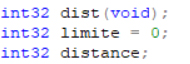 int32 dist(void);
int32 limite = 0;
int32 distance;